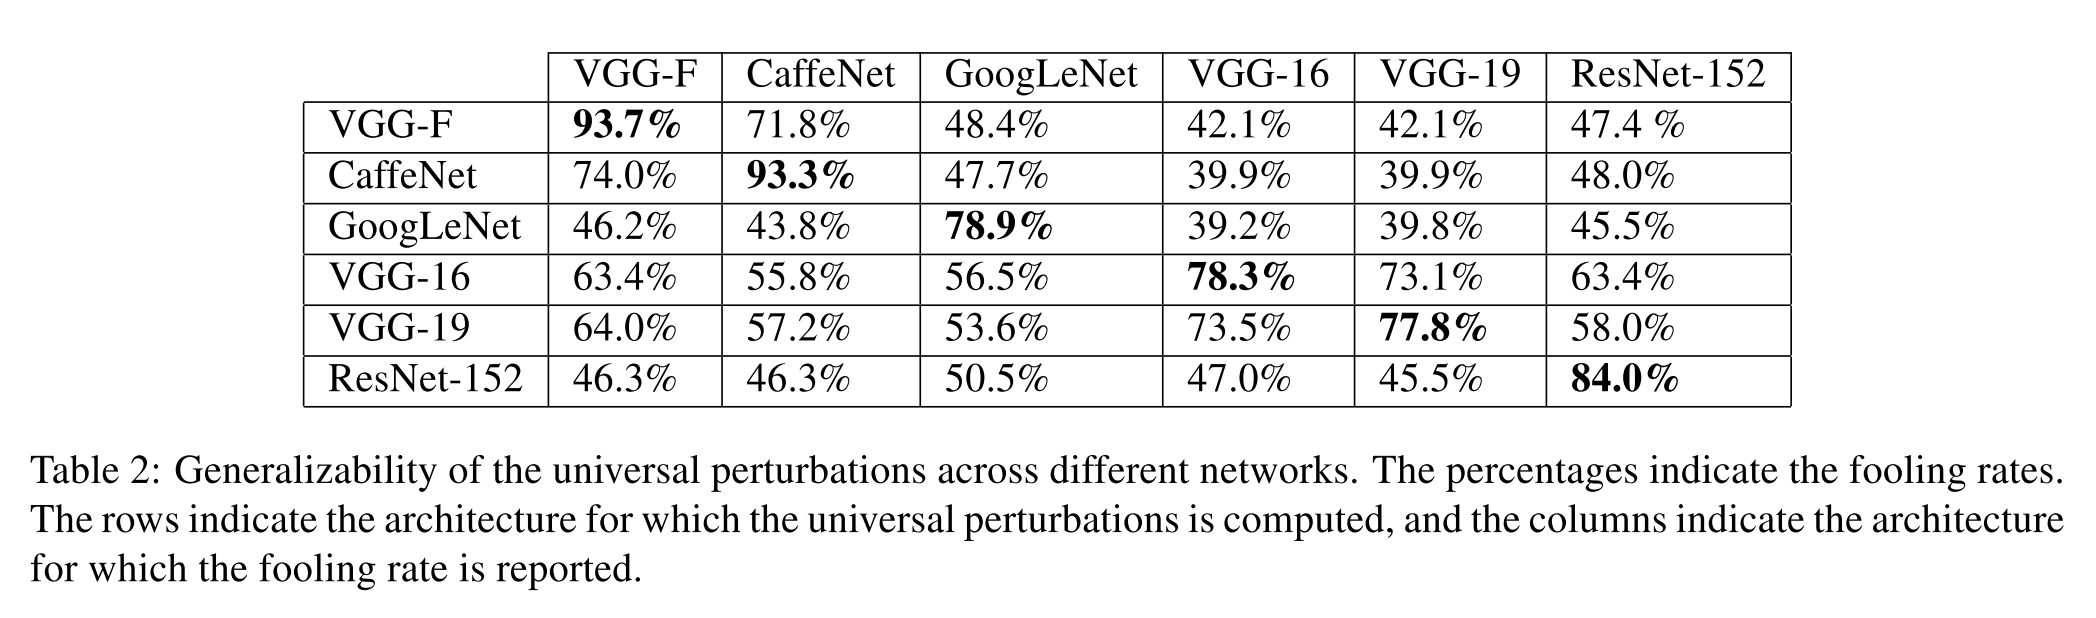 VGG-F CaffeNet GoogLeNet VGG-16 VGG-19 ResNet-152
VGG-F 93.7% 71.8% 48.4% 42.1% 42.1% 47.4 %
CaffeNet 74.0% 93.3% 47.7% 39.9% 39.9% 48.0%
GoogLeNet 46.2% 43.8% 78.9% 39.2% 39.8% 45.5%
VGG-16 63.4% 55.8% 56.5% 78.3% 73.1% 63.4%
VGG-19 64.0% 57.2% 53.6% 73.5% 77.8% 58.0%
ResNet-152 46.3% 46.3% 50.5% 47.0% 45.5% 84.0%
Table 2: Generalizability of the universal perturbations across different networks. The percentages indicate the fooling rates.
The rows indicate the architecture for which the universal perturbations is computed, and the columns indicate the architecture
for which the fooling rate is reported.